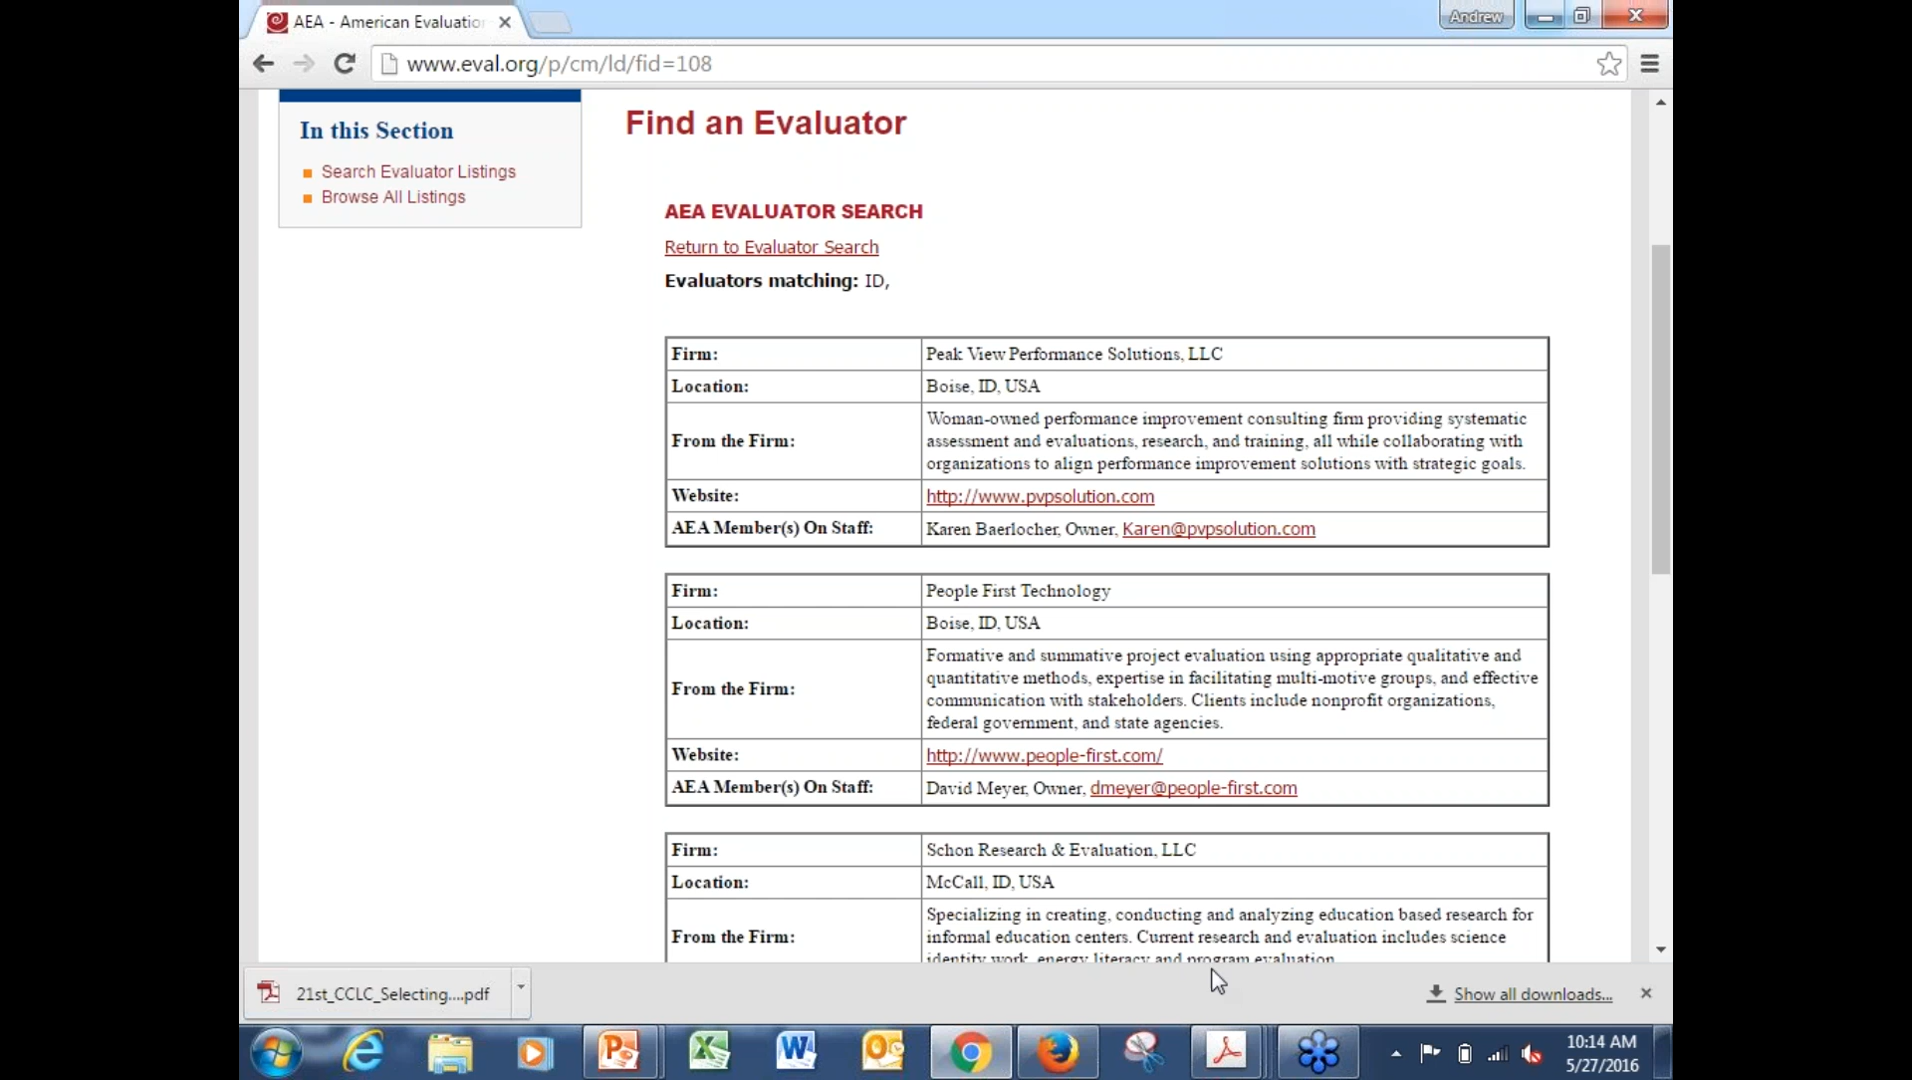 AEA - American Evaluatio
Andrew
www.eval.org/p/cm/ld/fid=108
In this Section
Search Evaluator Listings
Browse All Listings
Find an Evaluator
AEA EVALUATOR SEARCH
Return to Evaluator Search
Evaluators matching: ID,
Firm: Peak View Performance Solutions, LLC
Location: Boise, ID, USA
From the Firm: Woman-owned performance improvement consulting firm providing systematic
assessment and evaluations, research, and training, all while collaborating with
organizations to align performance improvement solutions with strategic goals.
Website: http://www.pvpsolution.com
AEA Member(s) On Staff: Karen Baerlocher, Owner, Karen@pvpsolution.com
Firm: People First Technology
Location: Boise, ID, USA
From the Firm: Formative and summative project evaluation using appropriate qualitative and
quantitative methods, expertise in facilitating multi-motive groups, and effective
communication with stakeholders. Clients include nonprofit organizations,
federal government, and state agencies.
Website: http://www.people-first.com/
AEA Member(s) On Staff: David Meyer, Owner, dmeyer@people-first.com
Firm: Schon Research & Evaluation, LLC
Location: McCall, ID, USA
From the Firm: Specializing in creating, conducting and analyzing education based research for
informal education centers. Current research and evaluation includes science
identity work, energy literacy and program evaluation.
21st_CCLC_Selecting....pdf
Show all downloads...
10:14 AM
5/27/2016